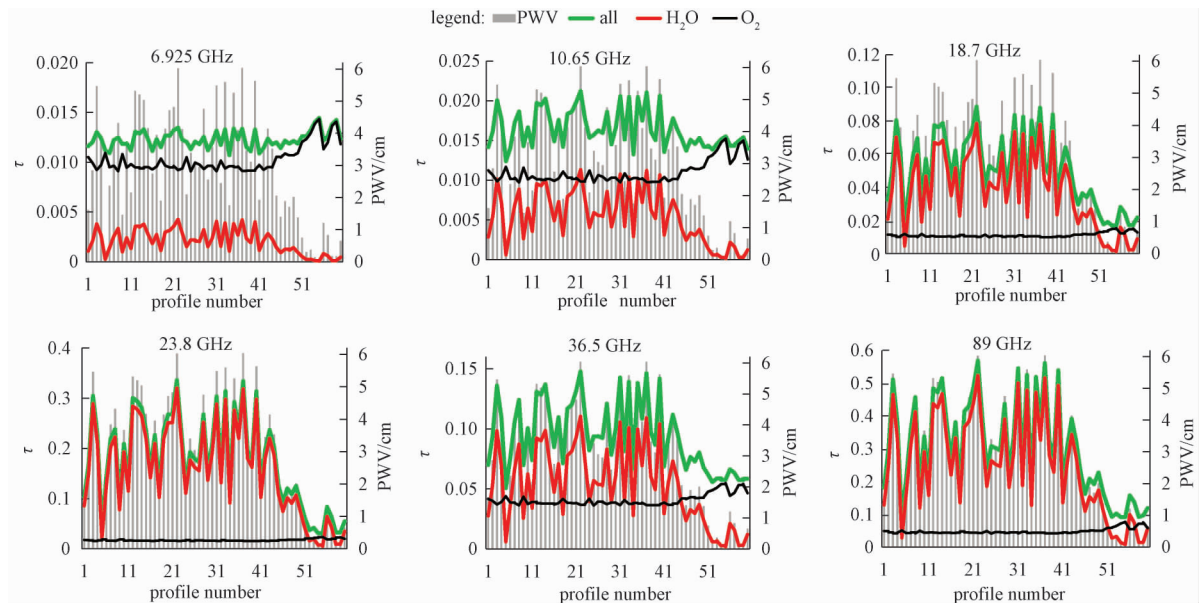 legend: PWV all H₂O O₂
6.925 GHz
0.020
0.015
0.010
0.005
0
τ
6
5
4
3
2
1
0
PWV/cm
1 11 21 31 41 51
profile number
10.65 GHz
0.025
0.020
0.015
0.010
0.005
0
τ
6
5
4
3
2
1
0
PWV/cm
1 11 21 31 41 51
profile number
18.7 GHz
0.12
0.10
0.08
0.06
0.04
0.02
0
τ
6
5
4
3
2
1
0
PWV/cm
1 11 21 31 41 51
profile number
23.8 GHz
0.4
0.3
0.2
0.1
0
τ
6
5
4
3
2
1
0
PWV/cm
1 11 21 31 41 51
profile number
36.5 GHz
0.15
0.10
0.05
0
τ
6
5
4
3
2
1
0
PWV/cm
1 11 21 31 41 51
profile number
89 GHz
0.6
0.5
0.4
0.3
0.2
0.1
0
τ
6
5
4
3
2
1
0
PWV/cm
1 11 21 31 41 51
profile number